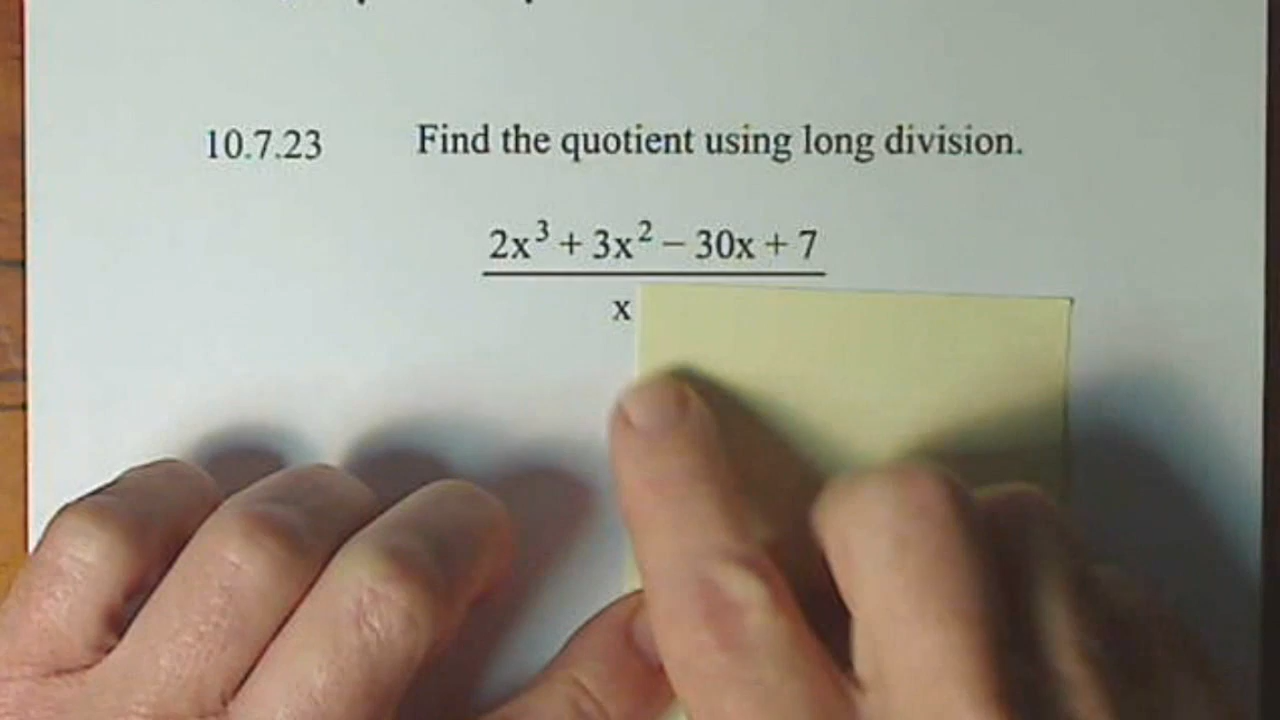 10.7.23 Find the quotient using long division.
2x³ + 3x² − 30x + 7
x